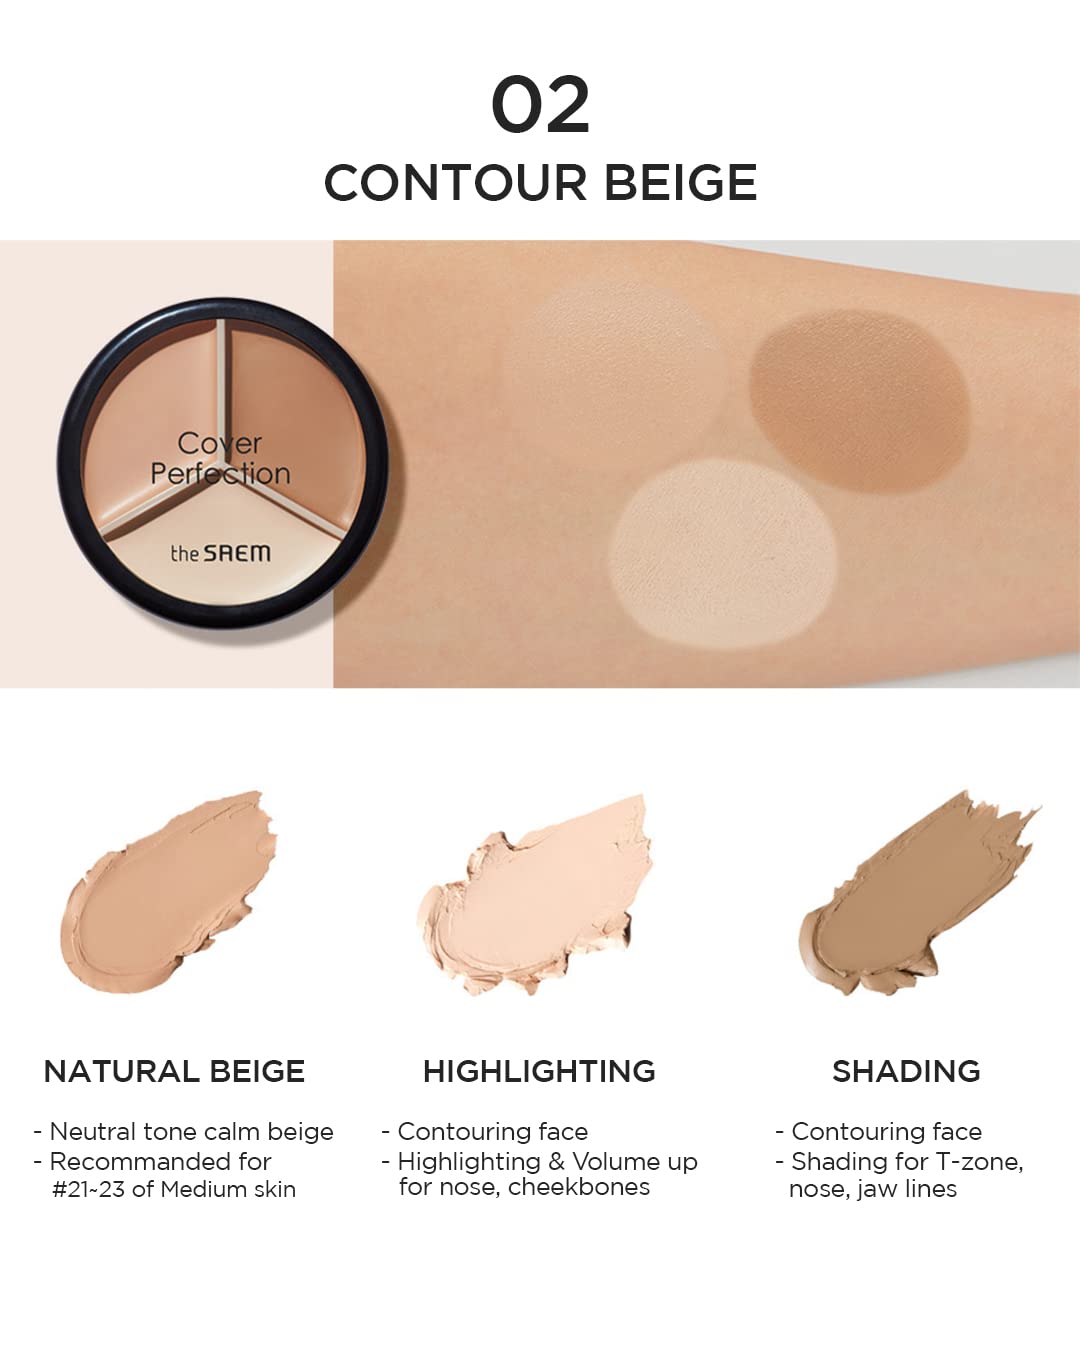 02
CONTOUR BEIGE
Cover
Perfection
the SAEM
NATURAL BEIGE
- Neutral tone calm beige
- Recommanded for
#21~23 of Medium skin
HIGHLIGHTING
- Contouring face
- Highlighting & Volume up
for nose, cheekbones
SHADING
- Contouring face
- Shading for T-zone,
nose, jaw lines